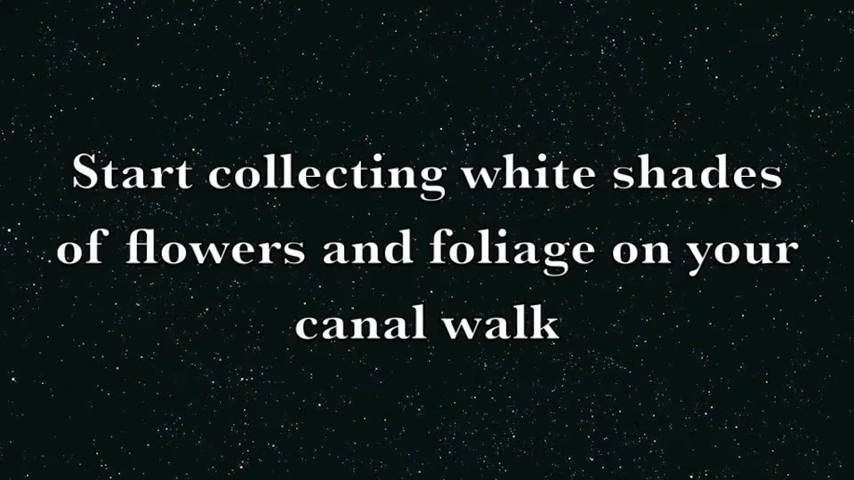 Start collecting white shades
of flowers and foliage on your
canal walk